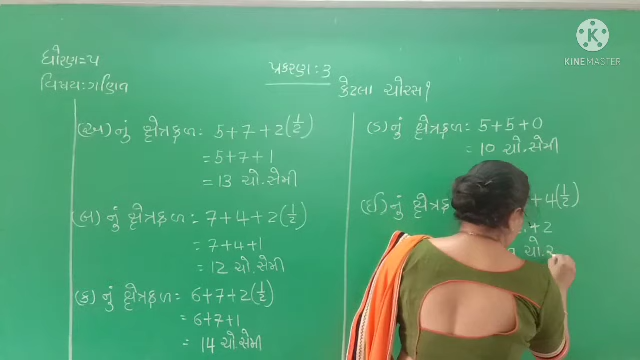 ધોરણ=૫
વિષય:ગણિત
પ્રકરણ:૩
કેટલા ચોરસ?
(અ) નું ક્ષેત્રફળ: 5+7+2(1/2)
= 5+7+1
= 13 ચો.સેમી
(બ) નું ક્ષેત્રફળ: 7+4+2(1/2)
= 7+4+1
= 12 ચો.સેમી
(ક) નું ક્ષેત્રફળ= 6+7+2(1/2)
= 6+7+1
= 14 ચો સેમી
(ડ) નું ક્ષેત્રફળ: 5+5+0
= 10 ચો.સેમી
(ઈ) નું +4(1/2)
+2
ચો.
KINEMASTER